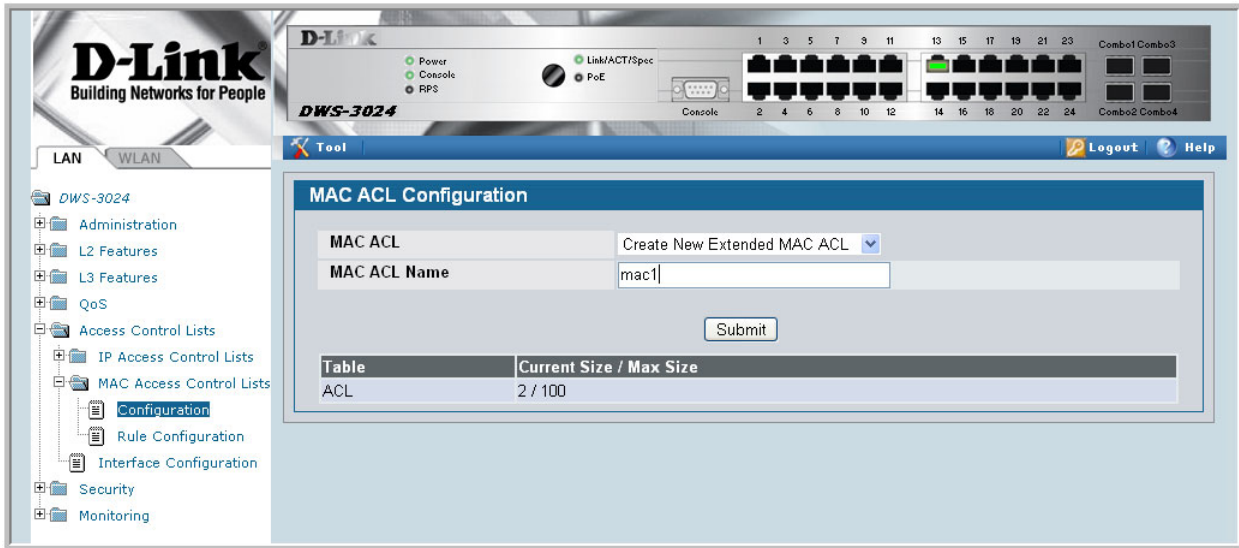 D-Link
Building Networks for People
D-Link
Power
Console
RPS
Link/ACT/Spec
PoE
DWS-3024
Console
1 3 5 7 9 11 13 15 17 19 21 23
Combo1 Combo3
2 4 6 8 10 12 14 16 18 20 22 24
Combo2 Combo4
LAN
WLAN
Tool
Logout
Help
DWS-3024
Administration
L2 Features
L3 Features
QoS
Access Control Lists
IP Access Control Lists
MAC Access Control Lists
Configuration
Rule Configuration
Interface Configuration
Security
Monitoring
MAC ACL Configuration
MAC ACL
Create New Extended MAC ACL
MAC ACL Name
mac1
Submit
Table Current Size / Max Size
ACL 2 / 100